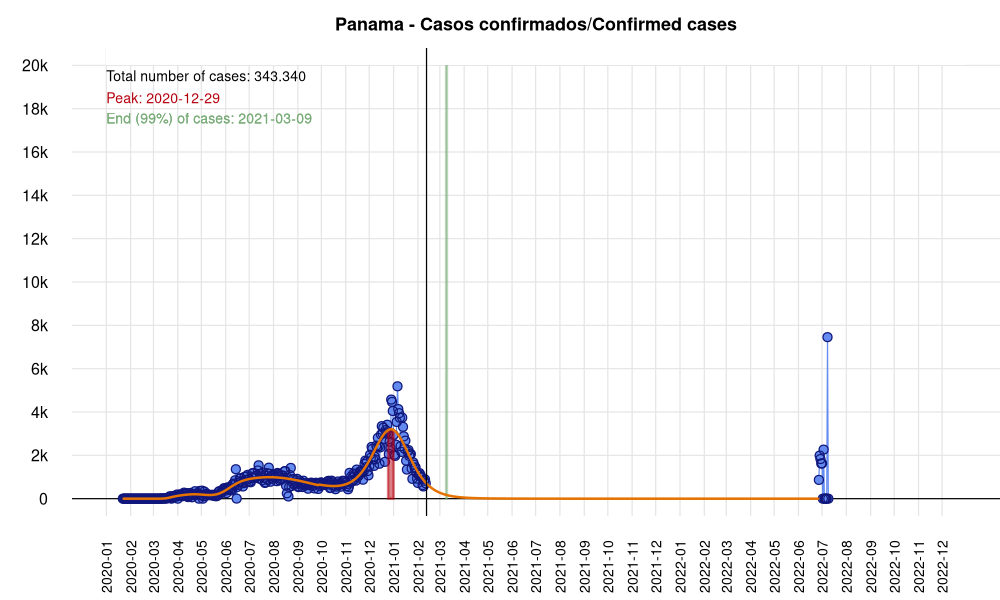 Panama - Casos confirmados/Confirmed cases
20k
Total number of cases: 343.340
Peak: 2020-12-29
18k
End (99%) of cases: 2021-03-09
16k
14k
12k
10k
8k
6k
4k
2k
0
2020-01
2020-02
2020-03
2020-04
2020-05
2020-06
2020-07
2020-08
2020-09
2020-10
2020-11
2020-12
2021-01
2021-02
2021-03
2021-04
2021-05
2021-06
2021-07
2021-08
2021-09
2021-10
2021-11
2021-12
2022-01
2022-02
2022-03
2022-04
2022-05
2022-06
2022-07
2022-08
2022-09
2022-10
2022-11
2022-12